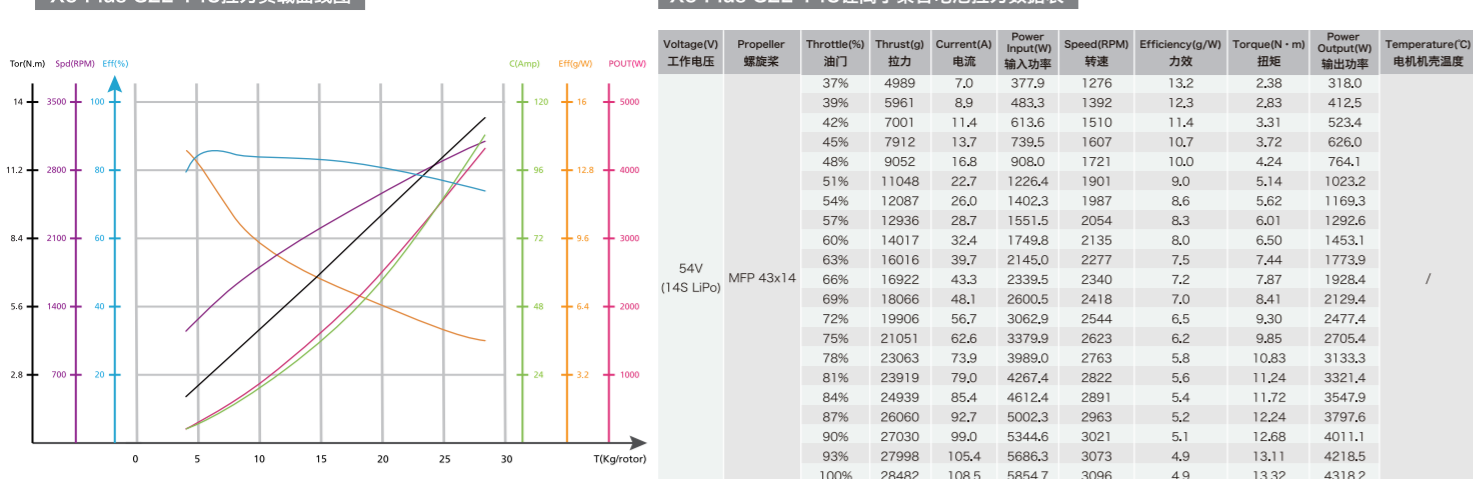 Tor(N.m) Spd(RPM) Eff(%) C(Amp) Eff(g/W) POUT(W)
14 3500 100 120 16 5000
11.2 2800 80 96 12.8 4000
8.4 2100 60 72 9.6 3000
5.6 1400 40 48 6.4 2000
2.8 700 20 24 3.2 1000
0 5 10 15 20 25 30 T(Kg/rotor)
Voltage(V) Propeller Throttle(%) Thrust(g) Current(A) Power Input(W) Speed(RPM) Efficiency(g/W) Torque(N·m) Power Output(W) Temperature(℃)
工作电压 螺旋桨 油门 拉力 电流 输入功率 转速 力效 扭矩 输出功率 电机机壳温度
37% 4989 7.0 377.9 1276 13.2 2.38 318.0
39% 5961 8.9 483.3 1392 12.3 2.83 412.5
42% 7001 11.4 613.6 1510 11.4 3.31 523.4
45% 7912 13.7 739.5 1607 10.7 3.72 626.0
48% 9052 16.8 908.0 1721 10.0 4.24 764.1
51% 11048 22.7 1226.4 1901 9.0 5.14 1023.2
54% 12087 26.0 1402.3 1987 8.6 5.62 1169.3
57% 12936 28.7 1551.5 2054 8.3 6.01 1292.6
60% 14017 32.4 1749.8 2135 8.0 6.50 1453.1
63% 16016 39.7 2145.0 2277 7.5 7.44 1773.9
54V
(14S LiPo) MFP 43x14 66% 16922 43.3 2339.5 2340 7.2 7.87 1928.4 /
69% 18066 48.1 2600.5 2418 7.0 8.41 2129.4
72% 19906 56.7 3062.9 2544 6.5 9.30 2477.4
75% 21051 62.6 3379.9 2623 6.2 9.85 2705.4
78% 23063 73.9 3989.0 2763 5.8 10.83 3133.3
81% 23919 79.0 4267.4 2822 5.6 11.24 3321.4
84% 24939 85.4 4612.4 2891 5.4 11.72 3547.9
87% 26060 92.7 5002.3 2963 5.2 12.24 3797.6
90% 27030 99.0 5344.6 3021 5.1 12.68 4011.1
93% 27998 105.4 5686.3 3073 4.9 13.11 4218.5
100% 28482 108.5 5854.7 3096 4.9 13.32 4318.2